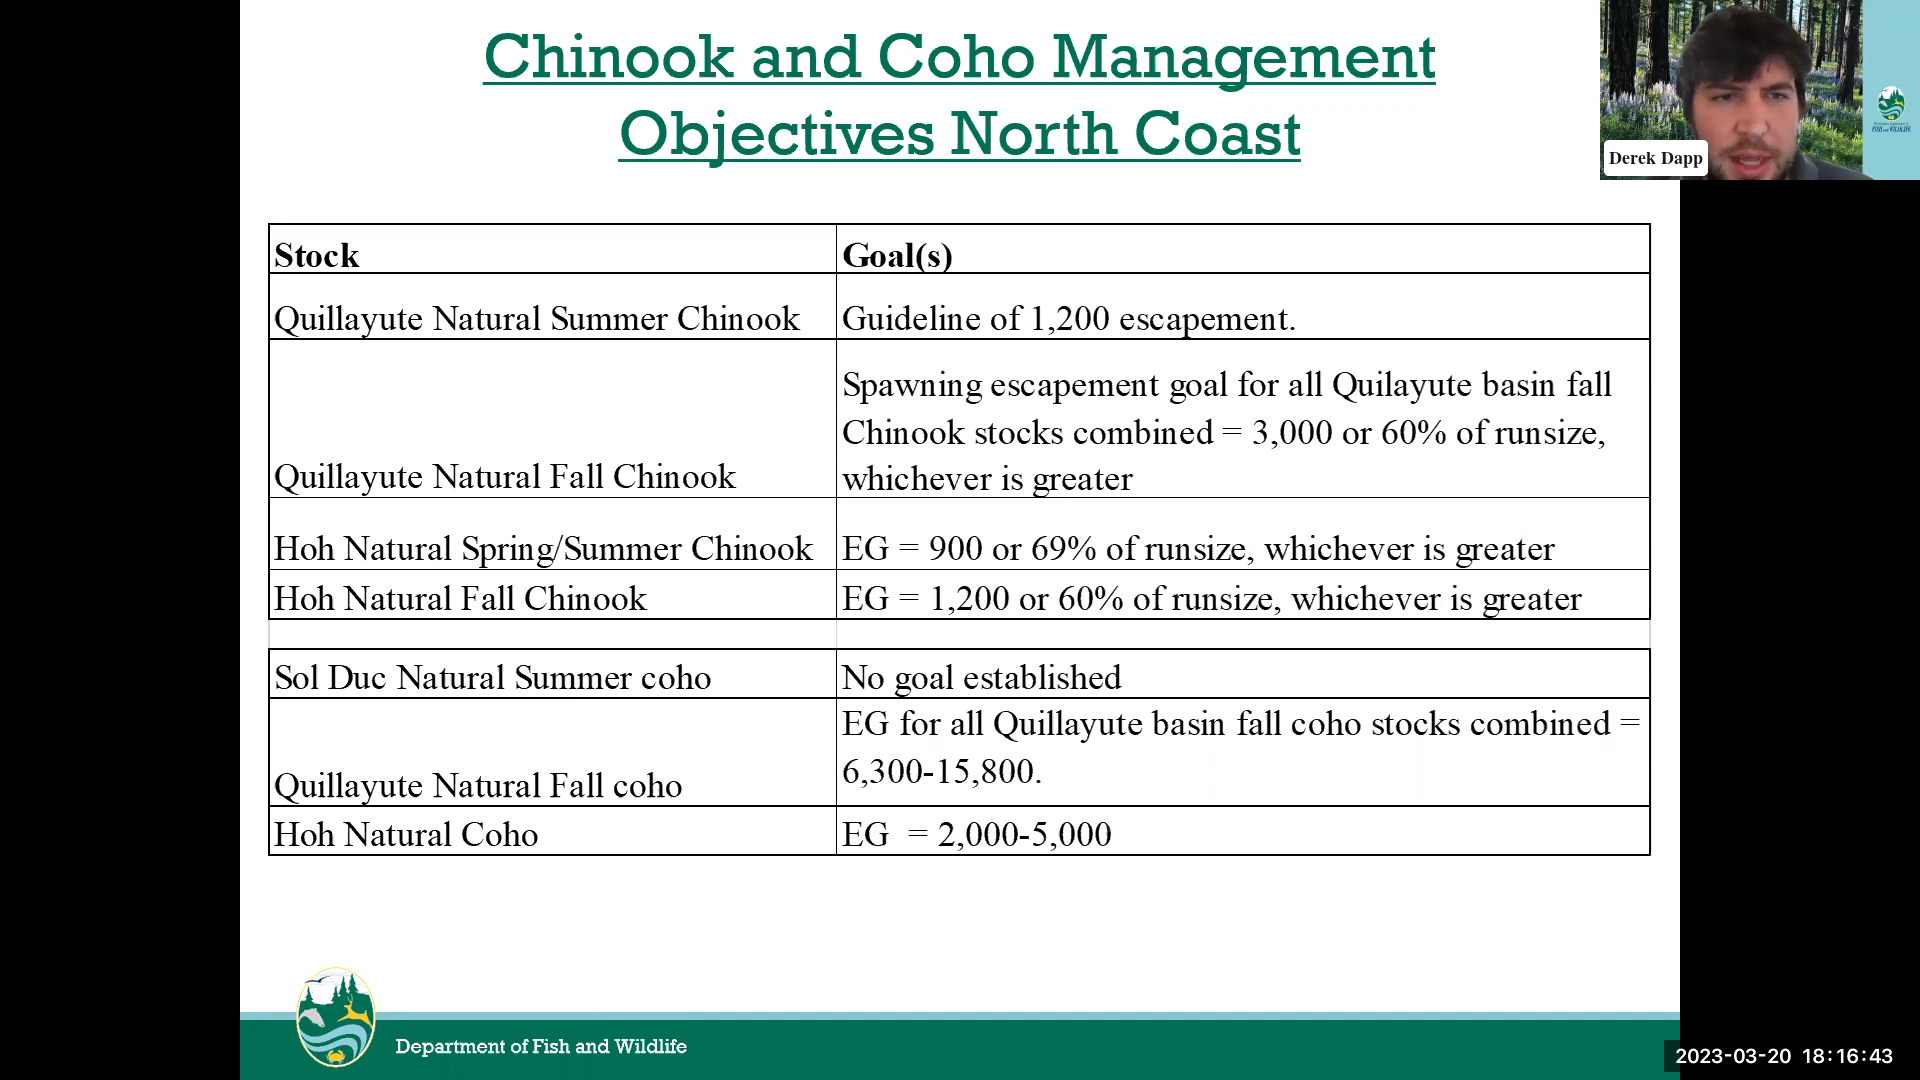 Chinook and Coho Management
Objectives North Coast
Derek Dapp
FISH and WILDLIFE
Stock
Goal(s)
Quillayute Natural Summer Chinook
Guideline of 1,200 escapement.
Quillayute Natural Fall Chinook
Spawning escapement goal for all Quilayute basin fall
Chinook stocks combined = 3,000 or 60% of runsize,
whichever is greater
Hoh Natural Spring/Summer Chinook
EG = 900 or 69% of runsize, whichever is greater
Hoh Natural Fall Chinook
EG = 1,200 or 60% of runsize, whichever is greater
Sol Duc Natural Summer coho
No goal established
Quillayute Natural Fall coho
EG for all Quillayute basin fall coho stocks combined =
6,300-15,800.
Hoh Natural Coho
EG = 2,000-5,000
Department of Fish and Wildlife
2023-03-20 18:16:43